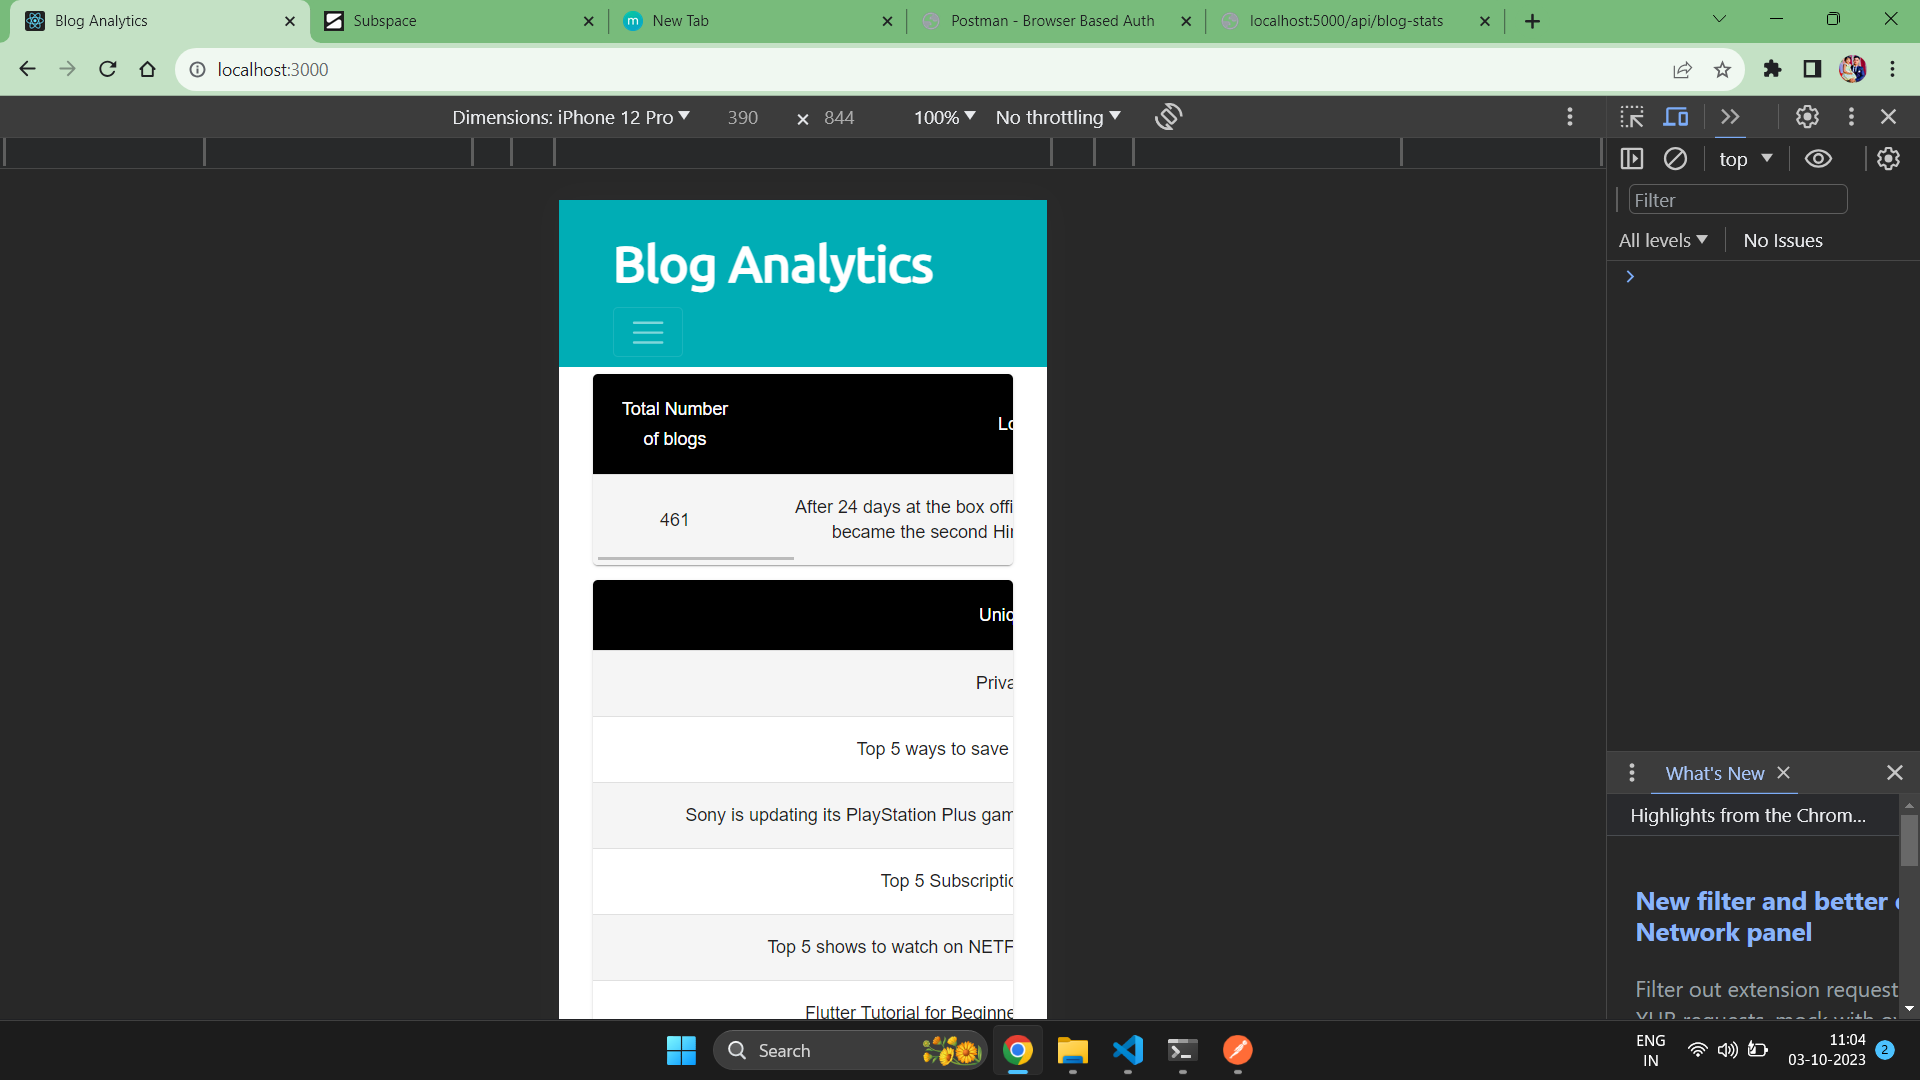 Blog Analytics
Subspace
New Tab
Postman - Browser Based Auth
localhost:5000/api/blog-stats
localhost:3000
Dimensions: iPhone 12 Pro
390 × 844
100%
No throttling
top
Filter
All levels
No Issues
Blog Analytics
Total Number
of blogs
Lo
461
After 24 days at the box offi
became the second Hi
Uniq
Priva
Top 5 ways to save
Sony is updating its PlayStation Plus gam
Top 5 Subscriptio
Top 5 shows to watch on NETF
Flutter Tutorial for Beginne
What's New
Highlights from the Chrom...
New filter and better
Network panel
Filter out extension request
Search
ENG
IN
11:04
03-10-2023
2